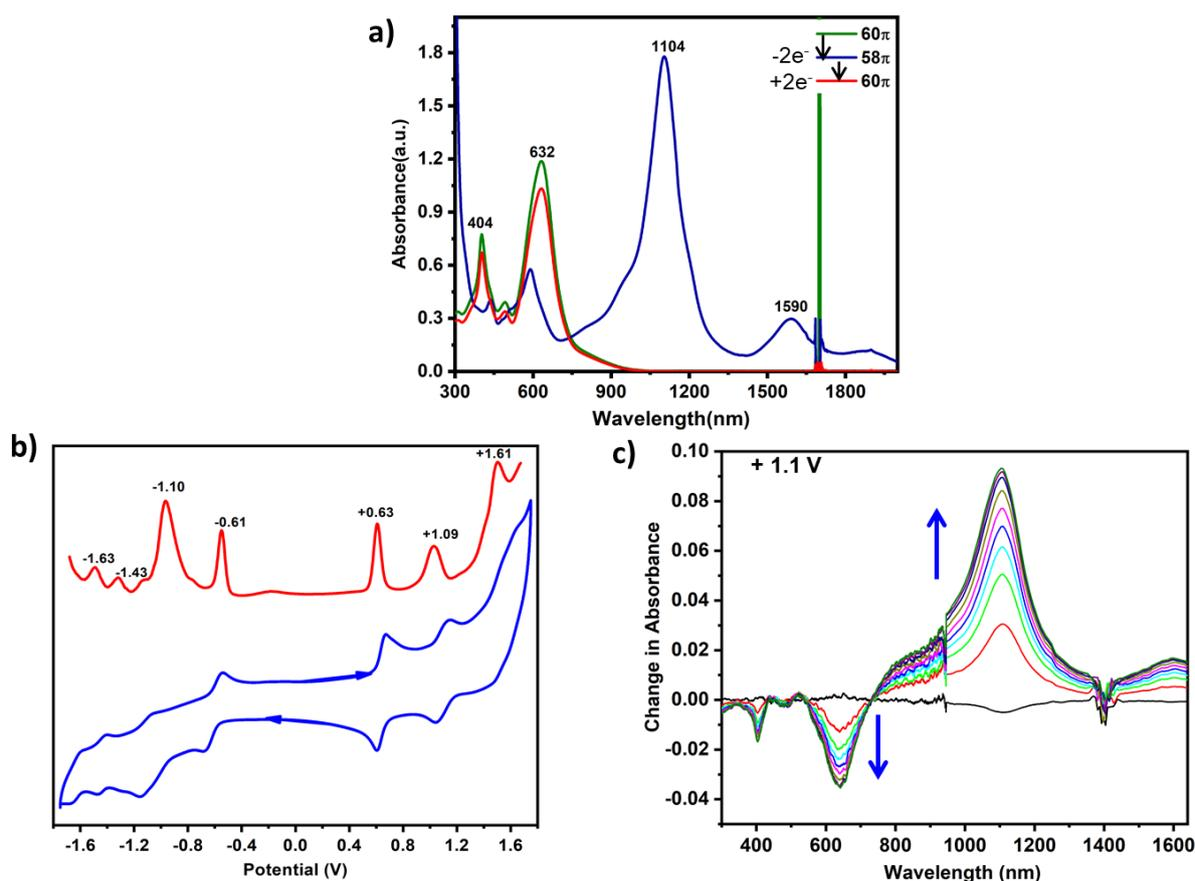 a)
1104
60π
-2e⁻ 58π
+2e⁻ 60π
1.8
1.5
1.2
0.9
0.6
0.3
0.0
632
404
1590
Absorbance(a.u.)
300 600 900 1200 1500 1800
Wavelength(nm)
b)
+1.61
-1.10
-0.61
+0.63
+1.09
-1.63
-1.43
-1.6 -1.2 -0.8 -0.4 0.0 0.4 0.8 1.2 1.6
Potential (V)
c)
+ 1.1 V
0.10
0.08
0.06
0.04
0.02
0.00
-0.02
-0.04
Change in Absorbance
400 600 800 1000 1200 1400 1600
Wavelength (nm)